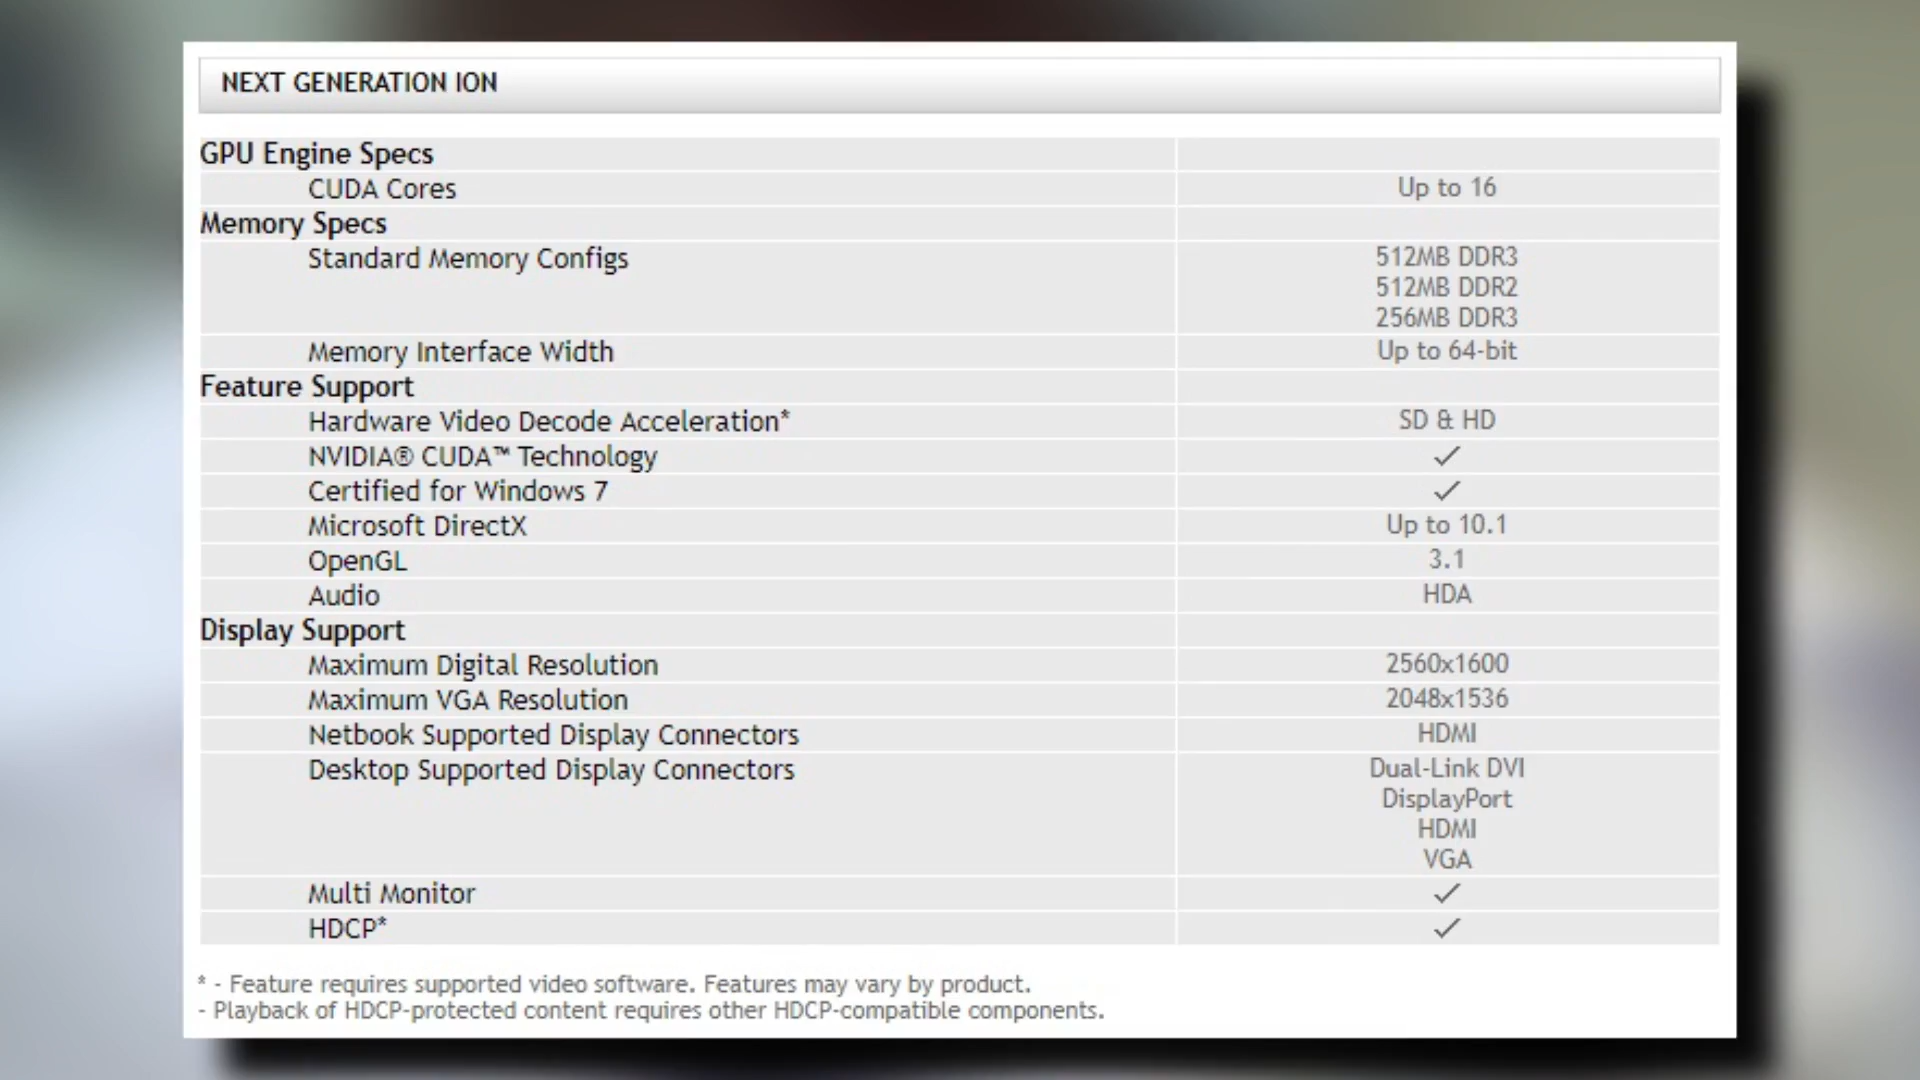 NEXT GENERATION ION
GPU Engine Specs
CUDA Cores Up to 16
Memory Specs
Standard Memory Configs 512MB DDR3
512MB DDR2
256MB DDR3
Memory Interface Width Up to 64-bit
Feature Support
Hardware Video Decode Acceleration* SD & HD
NVIDIA® CUDA™ Technology ✓
Certified for Windows 7 ✓
Microsoft DirectX Up to 10.1
OpenGL 3.1
Audio HDA
Display Support
Maximum Digital Resolution 2560x1600
Maximum VGA Resolution 2048x1536
Netbook Supported Display Connectors HDMI
Desktop Supported Display Connectors Dual-Link DVI
DisplayPort
HDMI
VGA
Multi Monitor ✓
HDCP* ✓
* - Feature requires supported video software. Features may vary by product.
- Playback of HDCP-protected content requires other HDCP-compatible components.